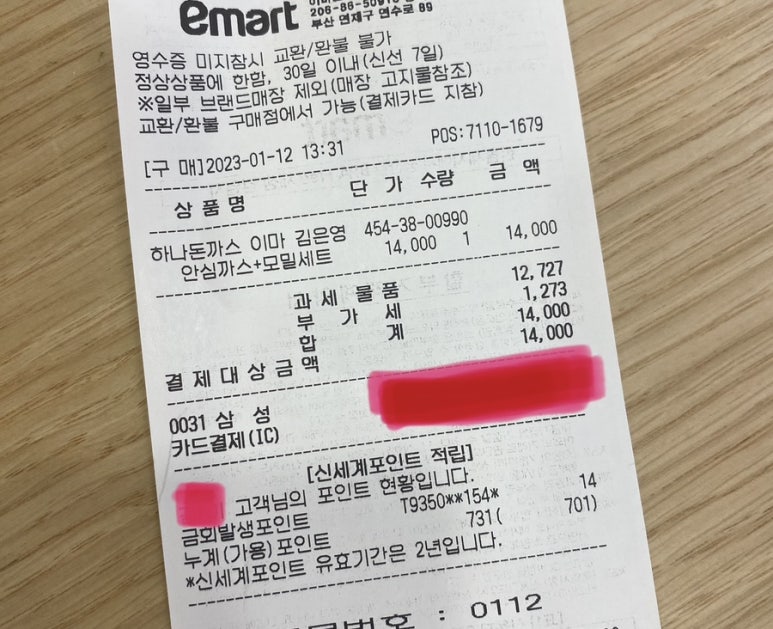 emart
206-86-50913
부산 연제구 연수로 89
영수증 미지참시 교환/환불 불가
정상상품에 한함, 30일 이내(신선 7일)
※일부 브랜드매장 제외(매장 고지물참조)
교환/환불 구매점에서 가능(결제카드 지참)
[구 매]2023-01-12 13:31 POS:7110-1679
상 품 명 단 가 수량 금 액
하나돈까스 이마 김은영 454-38-00990
안심까스+모밀세트 14,000 1 14,000
과 세 물 품 12,727
부 가 세 1,273
합 계 14,000
결 제 대 상 금 액 14,000
0031 삼 성
카드결제(IC)
[신세계포인트 적립]
고객님의 포인트 현황입니다.
금회발생포인트 T9350**154* 14
누계(가용)포인트 731( 701)
*신세계포인트 유효기간은 2년입니다.
: 0112